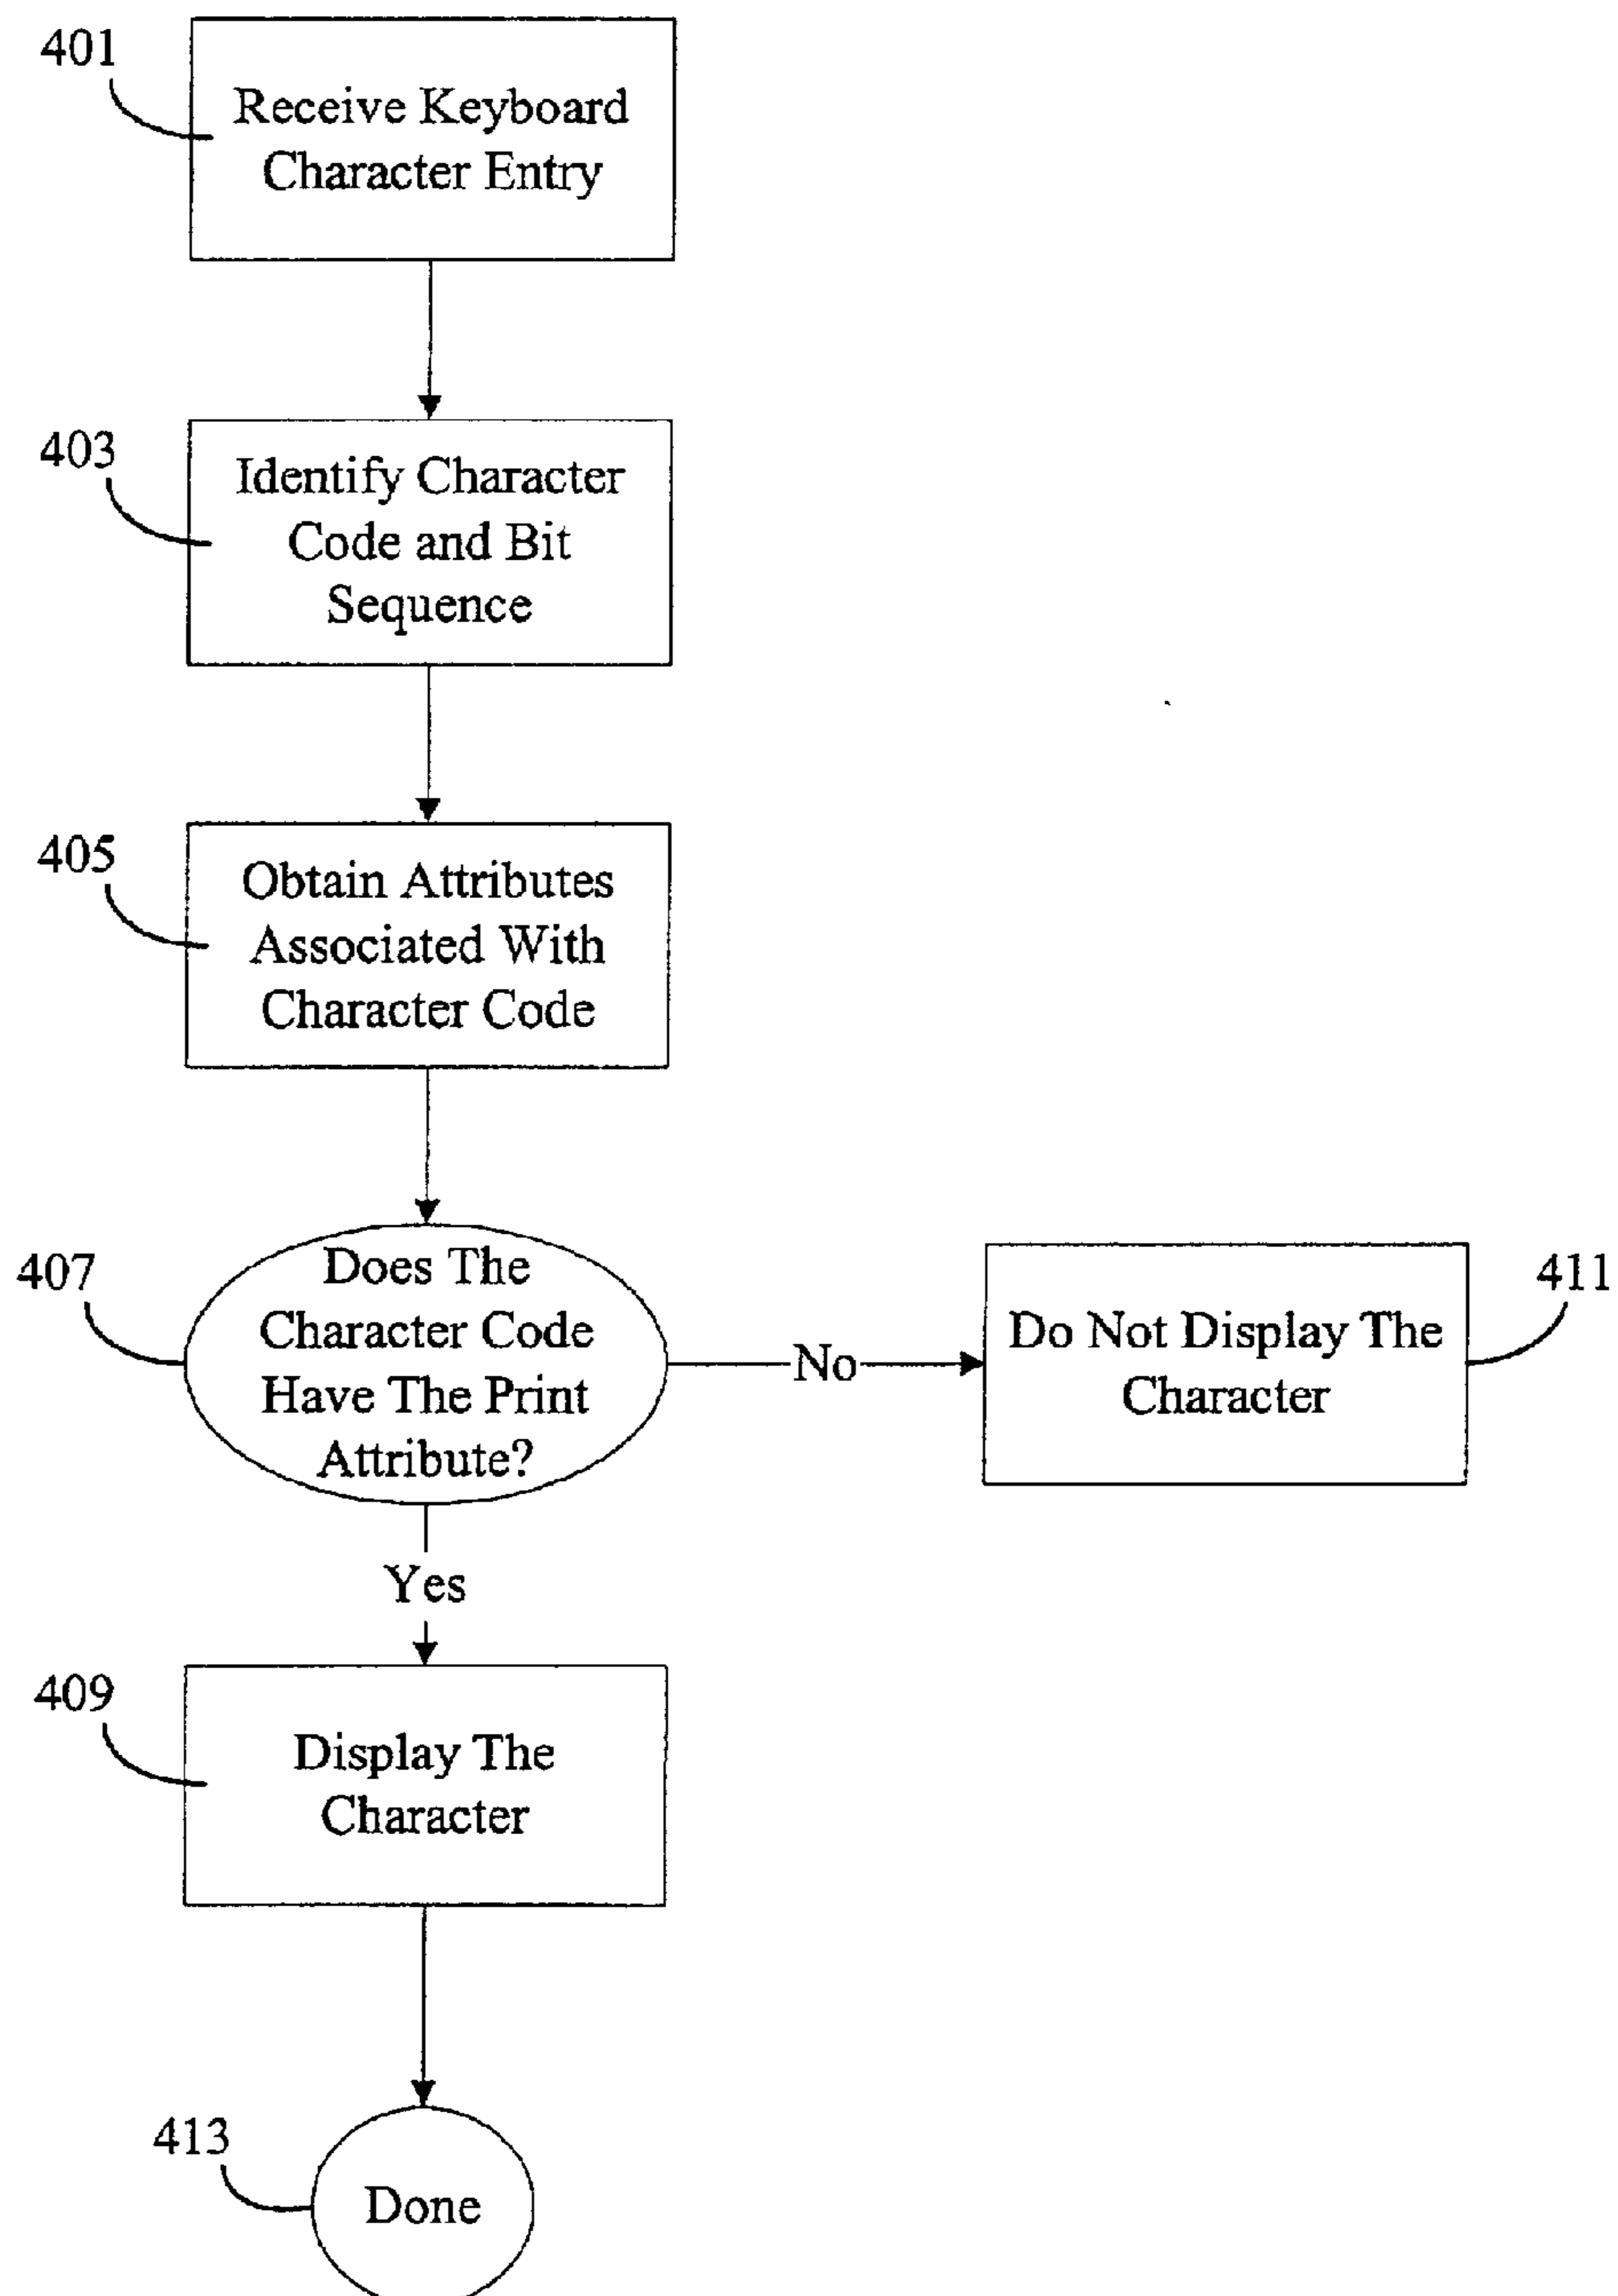 401
Receive Keyboard
Character Entry
403
Identify Character
Code and Bit
Sequence
405
Obtain Attributes
Associated With
Character Code
407
Does The
Character Code
Have The Print
Attribute?
No
411
Do Not Display The
Character
Yes
409
Display The
Character
413
Done